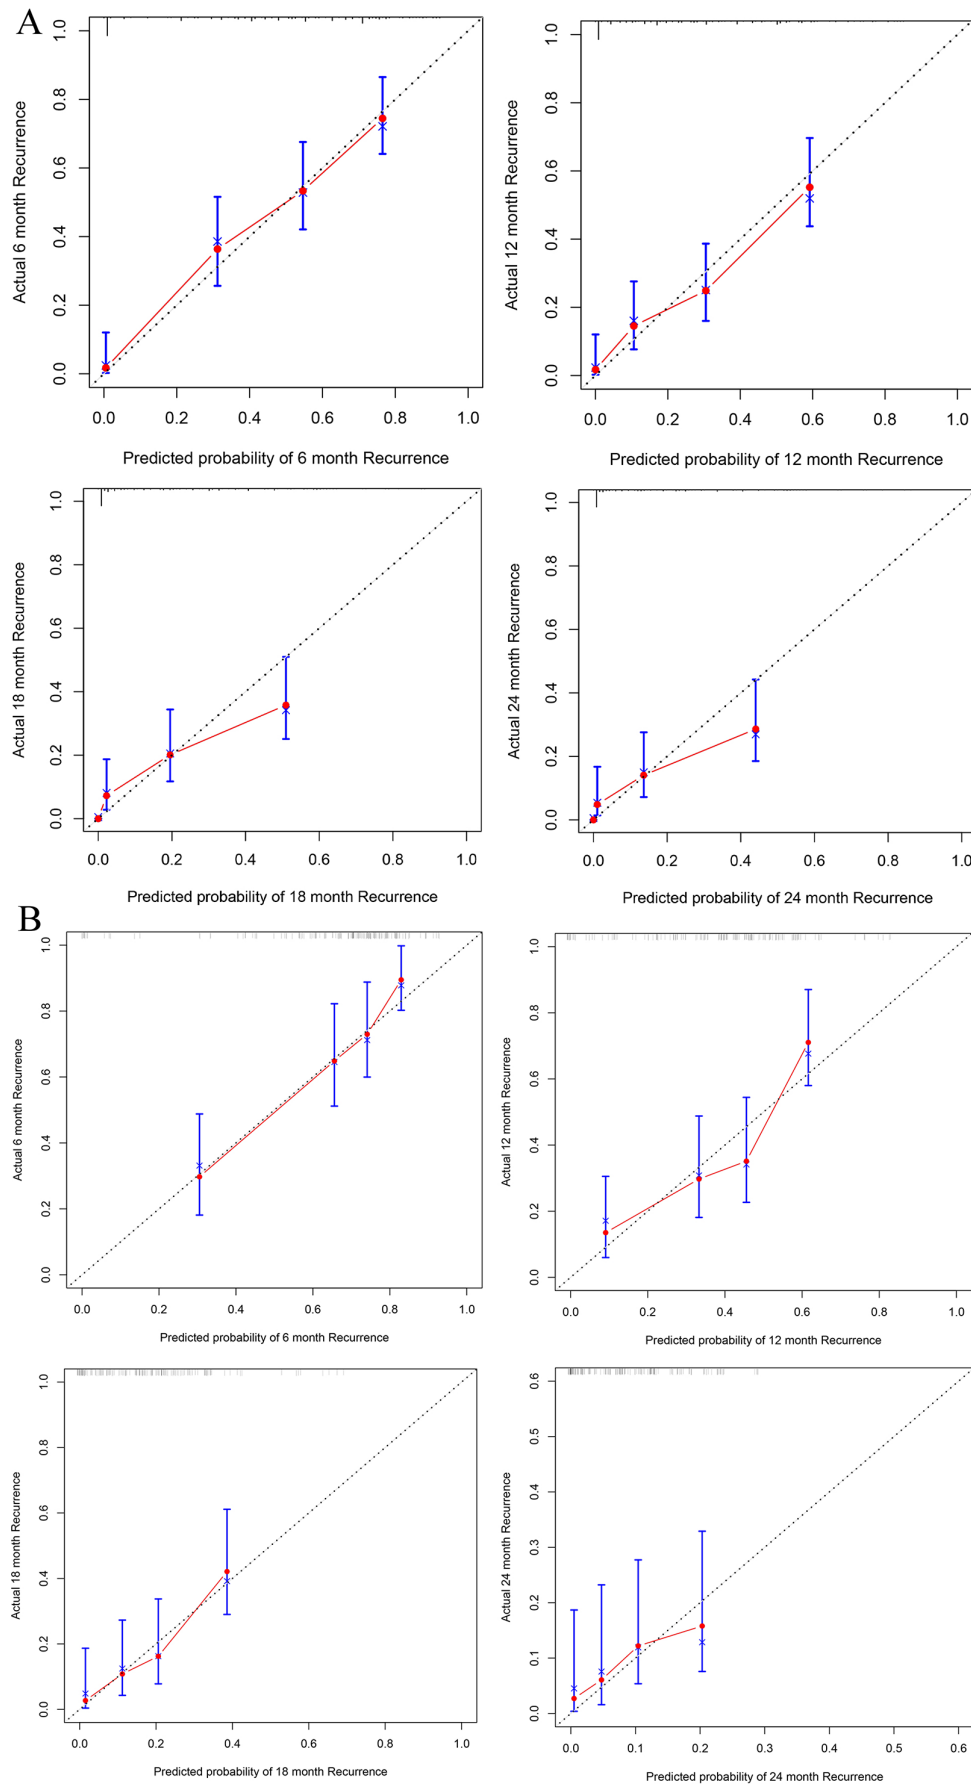 A
Actual 6 month Recurrence
0.0 0.2 0.4 0.6 0.8 1.0
0.0 0.2 0.4 0.6 0.8 1.0
Predicted probability of 6 month Recurrence
Actual 12 month Recurrence
0.0 0.2 0.4 0.6 0.8 1.0
0.0 0.2 0.4 0.6 0.8 1.0
Predicted probability of 12 month Recurrence
Actual 18 month Recurrence
0.0 0.2 0.4 0.6 0.8 1.0
0.0 0.2 0.4 0.6 0.8 1.0
Predicted probability of 18 month Recurrence
Actual 24 month Recurrence
0.0 0.2 0.4 0.6 0.8 1.0
0.0 0.2 0.4 0.6 0.8 1.0
Predicted probability of 24 month Recurrence
B
Actual 6 month Recurrence
0.0 0.2 0.4 0.6 0.8 1.0
0.0 0.2 0.4 0.6 0.8 1.0
Predicted probability of 6 month Recurrence
Actual 12 month Recurrence
0.0 0.2 0.4 0.6 0.8 1.0
0.0 0.2 0.4 0.6 0.8 1.0
Predicted probability of 12 month Recurrence
Actual 18 month Recurrence
0.0 0.2 0.4 0.6 0.8 1.0
0.0 0.2 0.4 0.6 0.8 1.0
Predicted probability of 18 month Recurrence
Actual 24 month Recurrence
0.0 0.1 0.2 0.3 0.4 0.5 0.6
0.0 0.1 0.2 0.3 0.4 0.5 0.6
Predicted probability of 24 month Recurrence